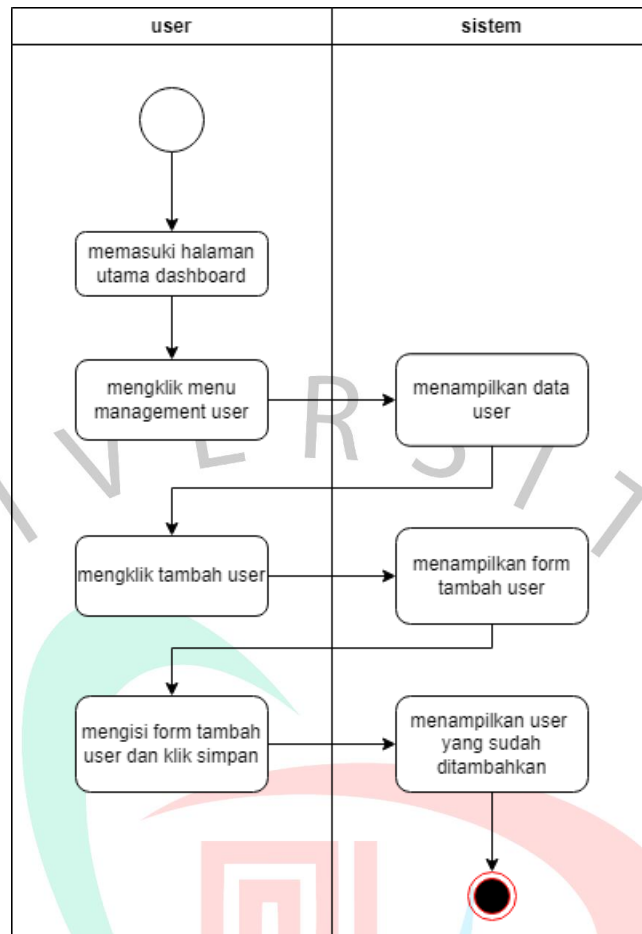 user
sistem
memasuki halaman
utama dashboard
mengklik menu
management user
menampilkan data
user
mengklik tambah user
menampilkan form
tambah user
mengisi form tambah
user dan klik simpan
menampilkan user
yang sudah
ditambahkan
IVERSIT